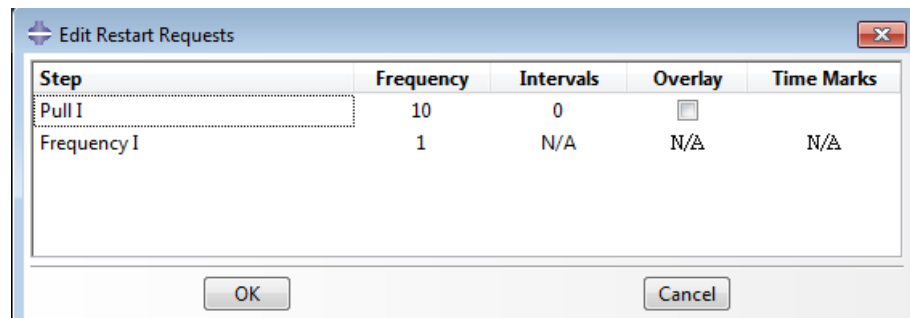 Edit Restart Requests
Step Frequency Intervals Overlay Time Marks
Pull I 10 0
Frequency I 1 N/A N/A N/A
OK Cancel